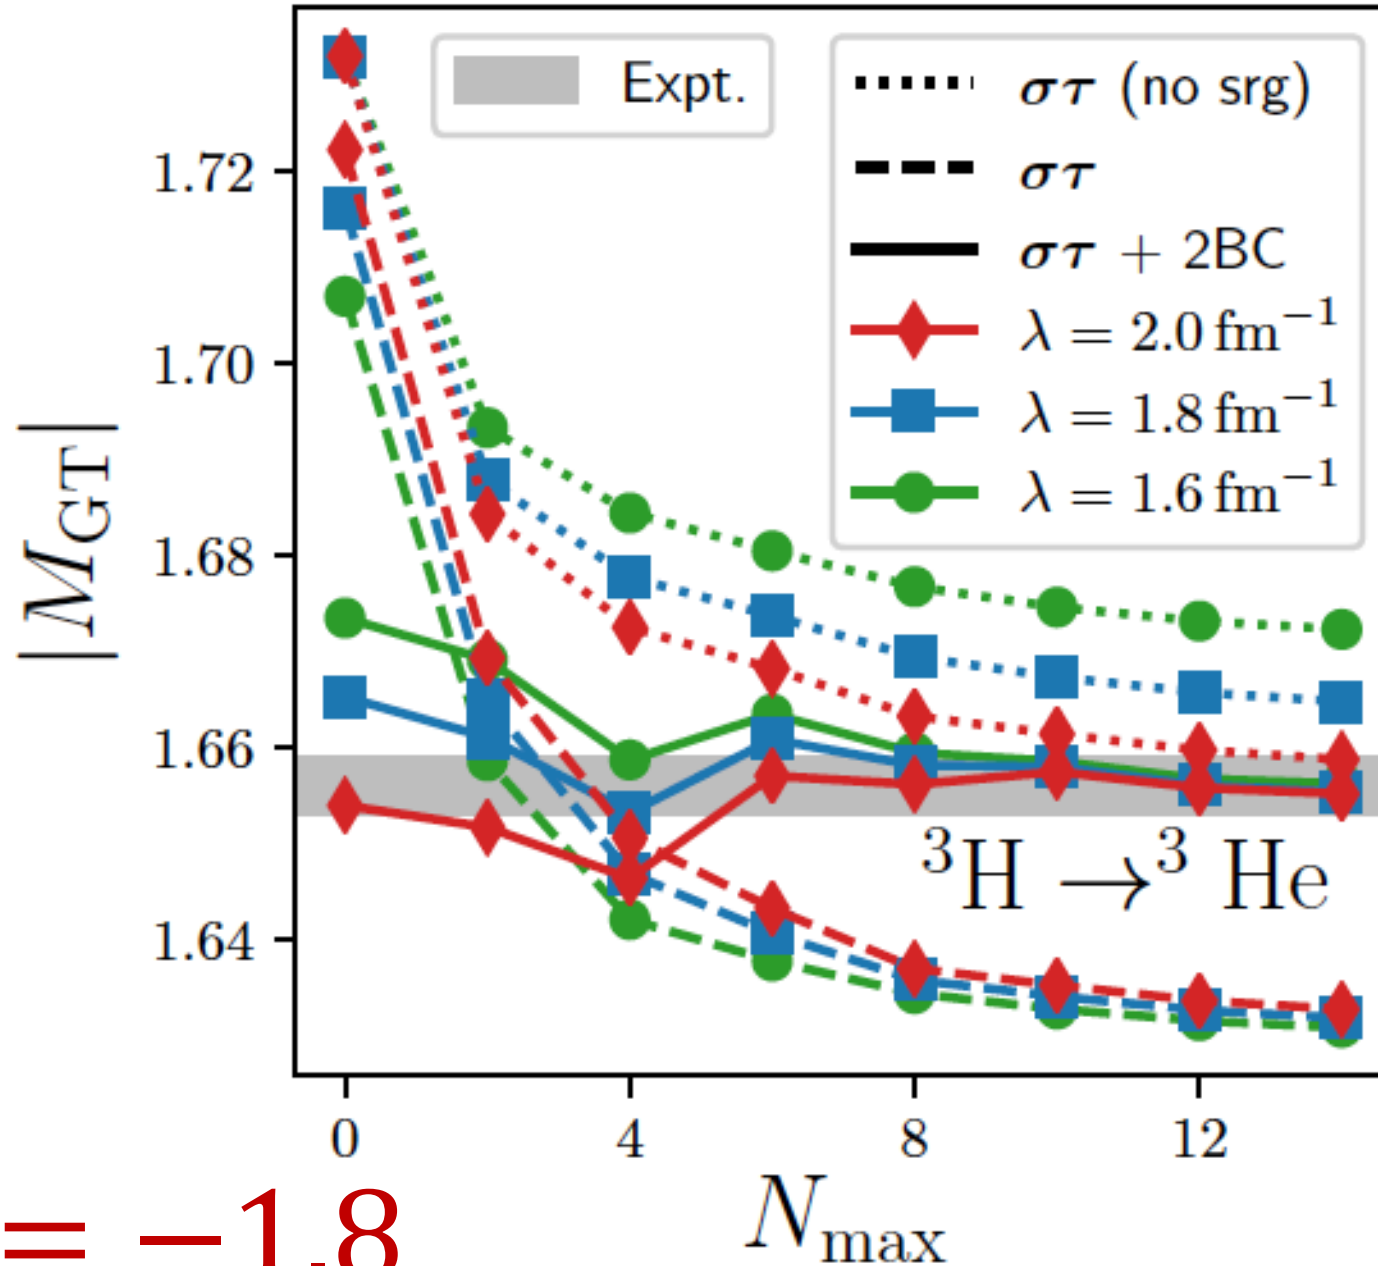 Expt.
στ (no srg)
στ
στ + 2BC
λ = 2.0 fm⁻¹
λ = 1.8 fm⁻¹
λ = 1.6 fm⁻¹
|M_GT|
1.72
1.70
1.68
1.66
1.64
³H →³ He
0 4 8 12
N_max
= −1.8